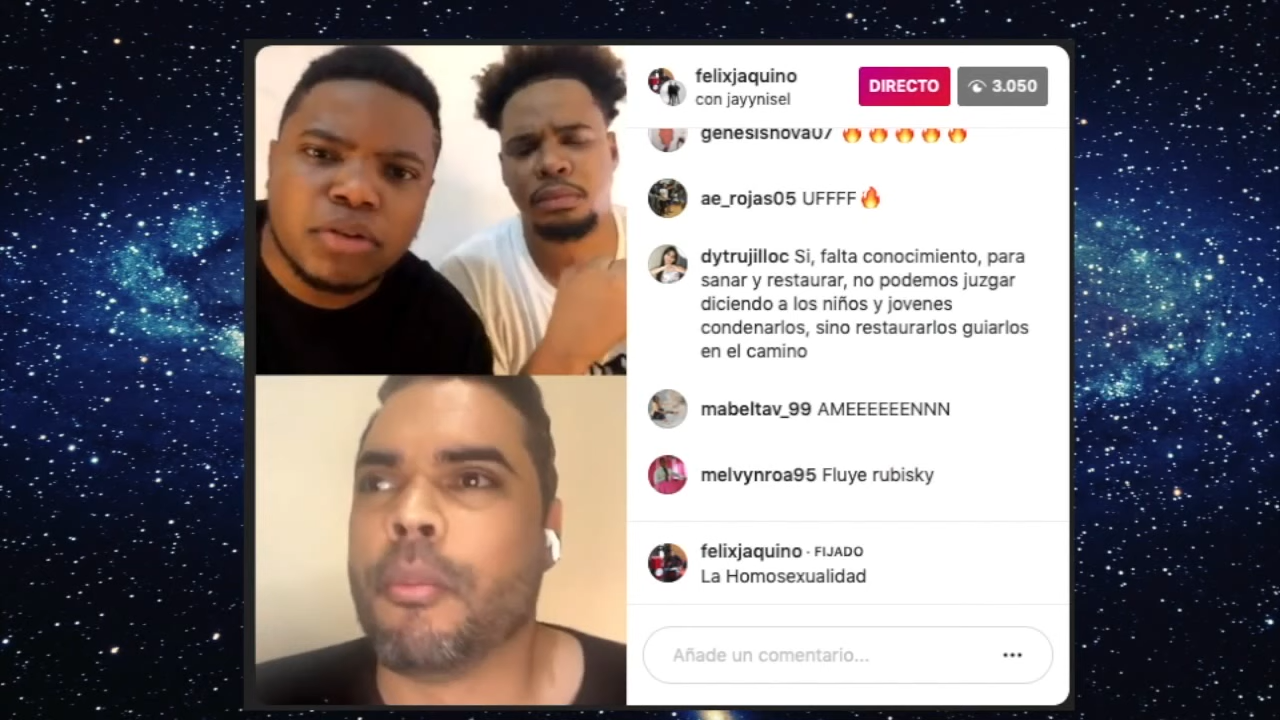 felixjaquino
con jayynisel
DIRECTO
3.050
genesisnova07
ae_rojas05 UFFFF
dytrujilloc Si, falta conocimiento, para
sanar y restaurar, no podemos juzgar
diciendo a los niños y jovenes
condenarlos, sino restaurarlos guiarlos
en el camino
mabeltav_99 AMEEEEEENNN
melvynroa95 Fluye rubisky
felixjaquino · FIJADO
La Homosexualidad
Añade un comentario...